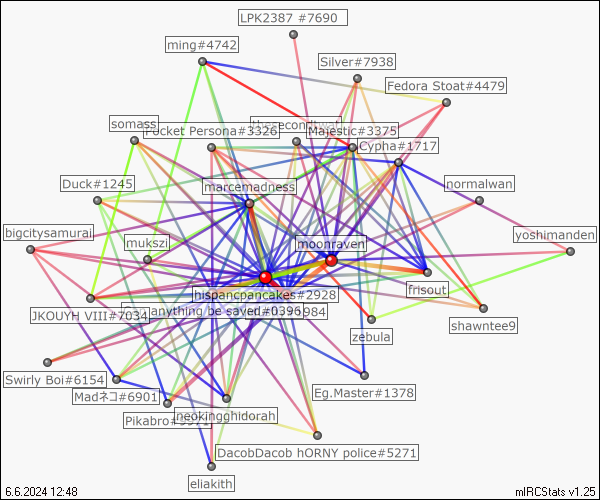 LPK2387 #7690
ming#4742
Silver#7938
Fedora Stoat#4479
somass
thesecondtwat
Pocket Persona#3326
Majestic#3375
Cypha#1717
Duck#1245
marcemadness
normalwan
bigcitysamurai
mukszi
moonraven
yoshimanden
frisout
hispancpancakes#2928
JKOUYH VIII#7034
anything be saved#0396
984
shawntee9
zebula
Swirly Boi#6154
Madネコ#6901
Eg.Master#1378
neokingghidorah
Pikabro#5571
DacobDacob hORNY police#5271
eliakith
6.6.2024 12:48
mIRCStats v1.25